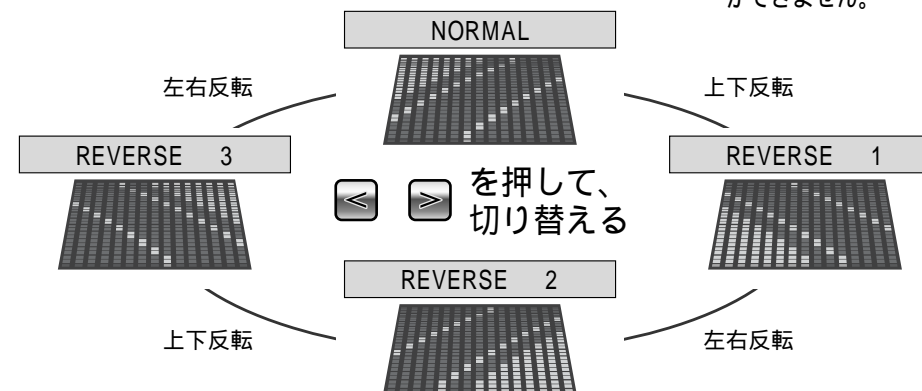 ができません。
NORMAL
左右反転
上下反転
REVERSE 3
REVERSE 1
< > を押して、
切り替える
REVERSE 2
上下反転
左右反転